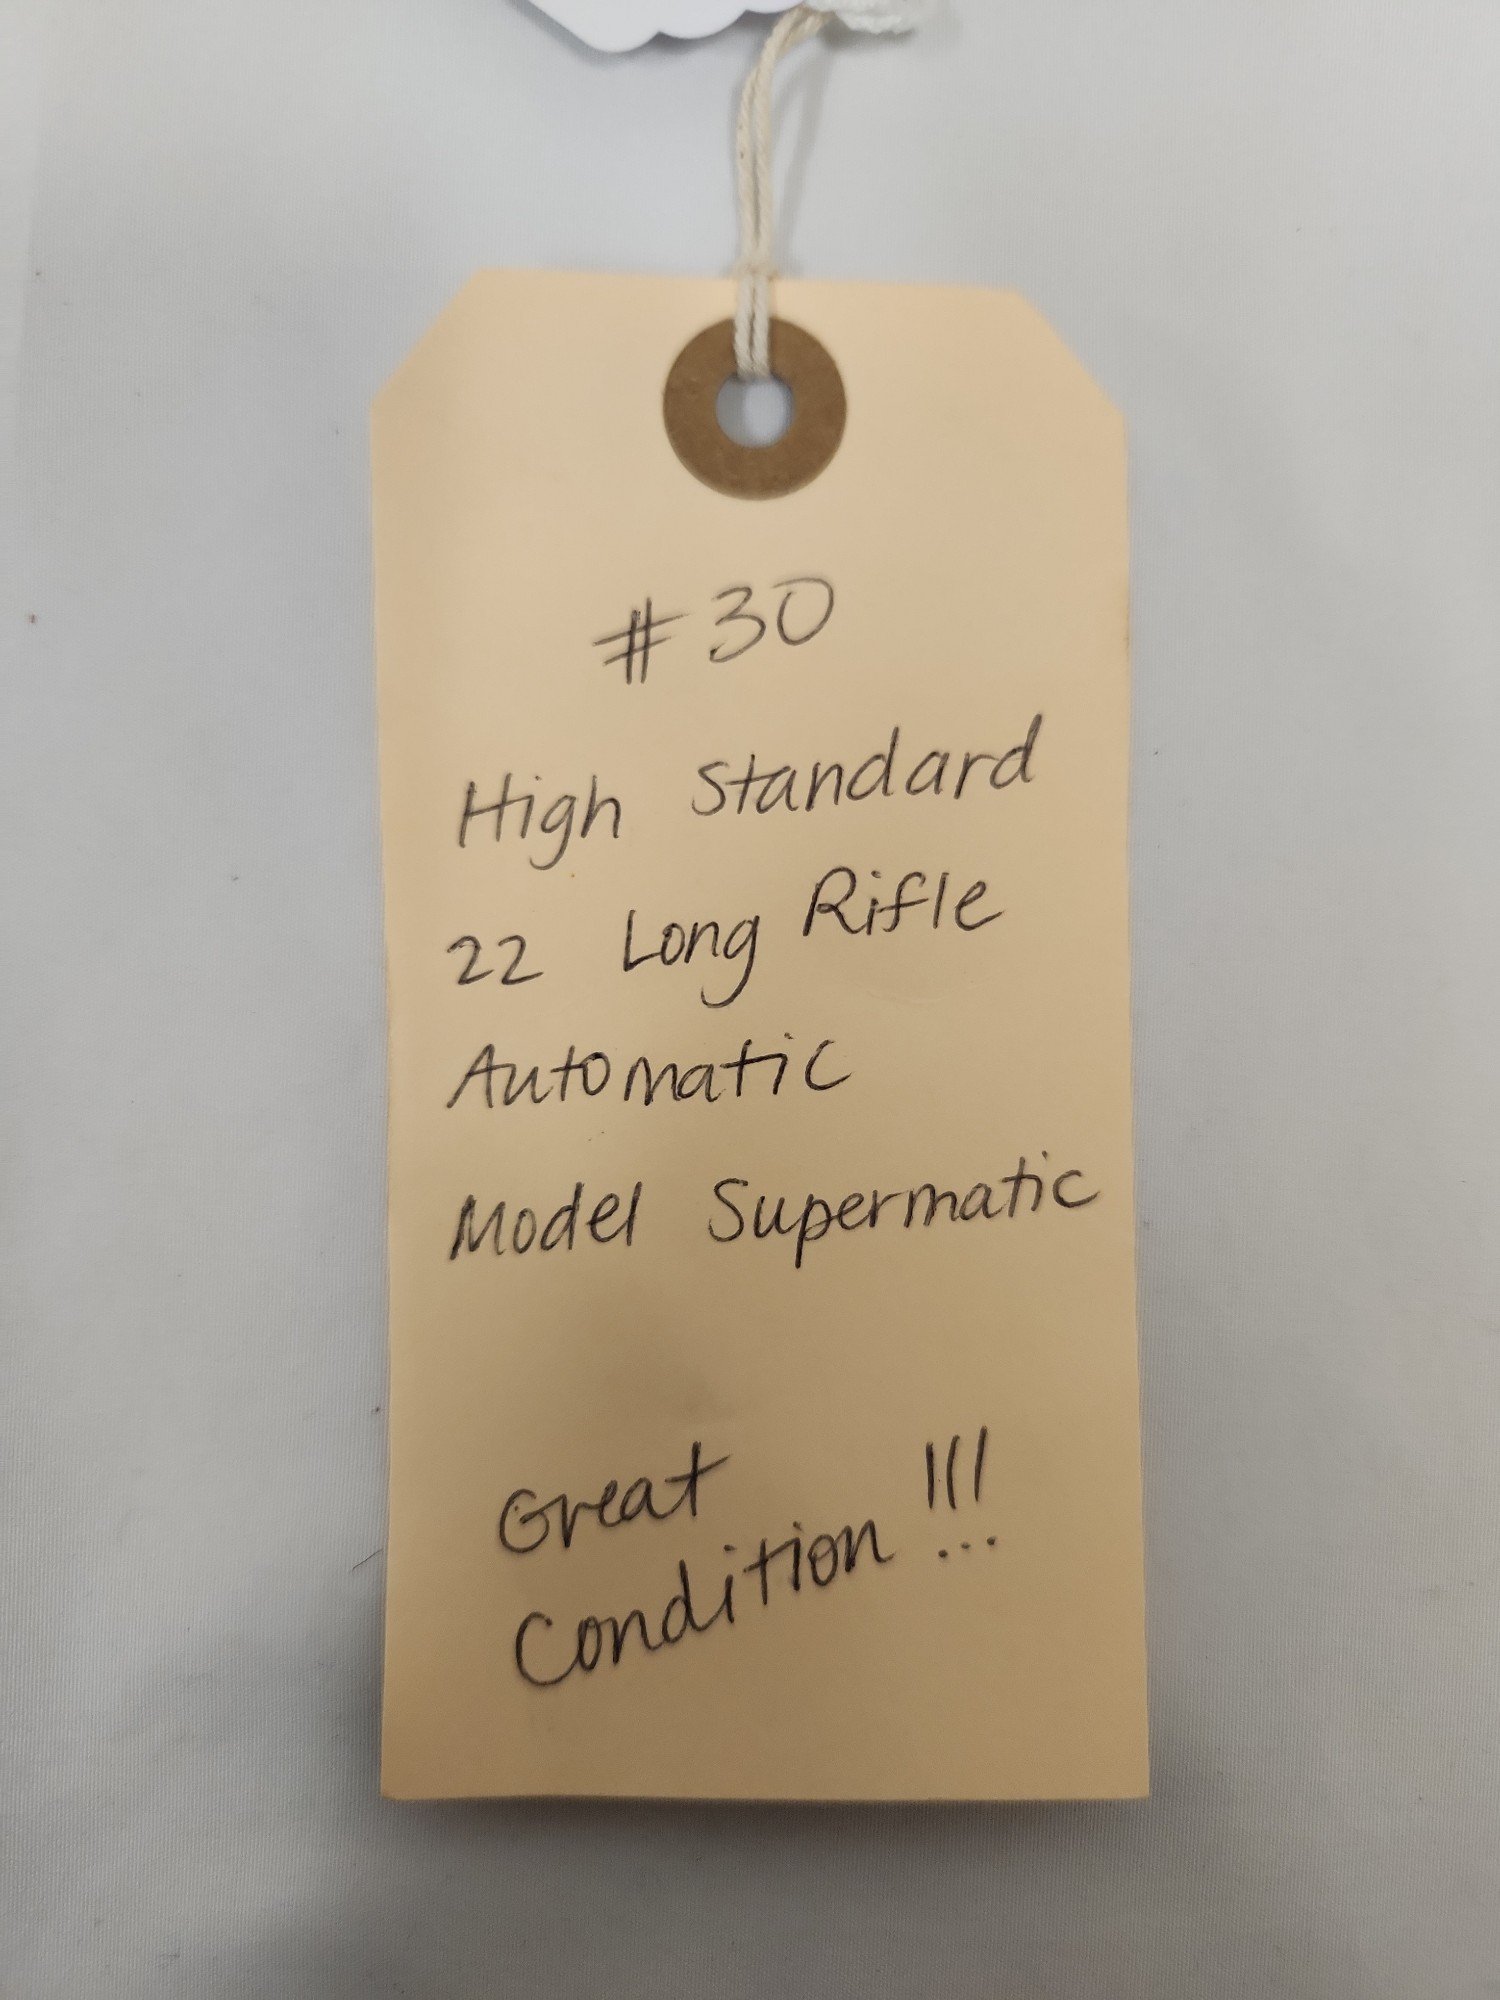 #30
High Standard
22 Long Rifle
Automatic
Model Supermatic
Great
Condition!!!